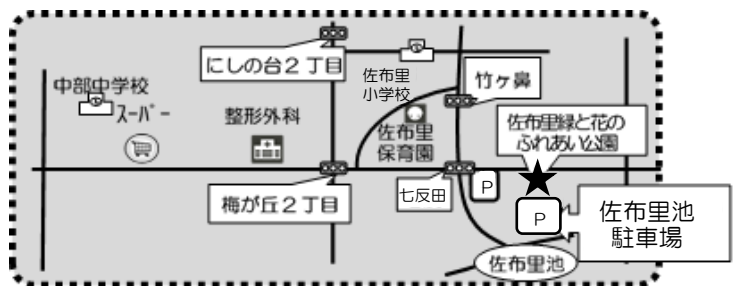 にしの台２丁目
中部中学校
スーパー
整形外科
佐布里
小学校
竹ヶ鼻
佐布里緑と花の
ふれあい公園
佐布里
保育園
梅が丘２丁目
七反田
P
P
佐布里池
駐車場
佐布里池